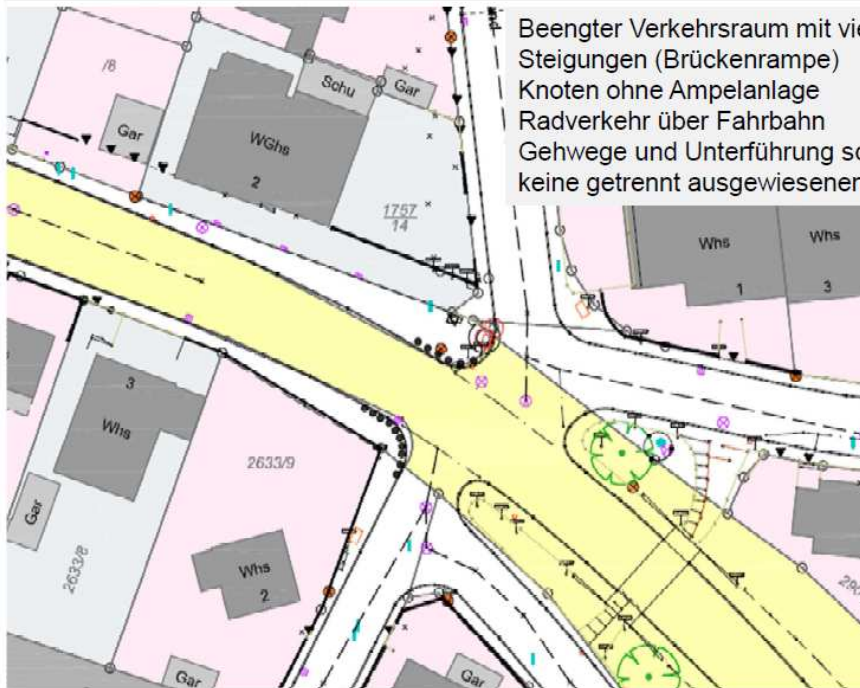 Beengter Verkehrsraum mit vie
Steigungen (Brückenrampe)
Knoten ohne Ampelanlage
Radverkehr über Fahrbahn
Gehwege und Unterführung so
keine getrennt ausgewiesener
/8
Gar
Schu
Gar
WGhs
2
1757
14
Whs
1
Whs
3
3
Whs
2633/9
Gar
2633/8
Whs
2
Gar
Gar
290